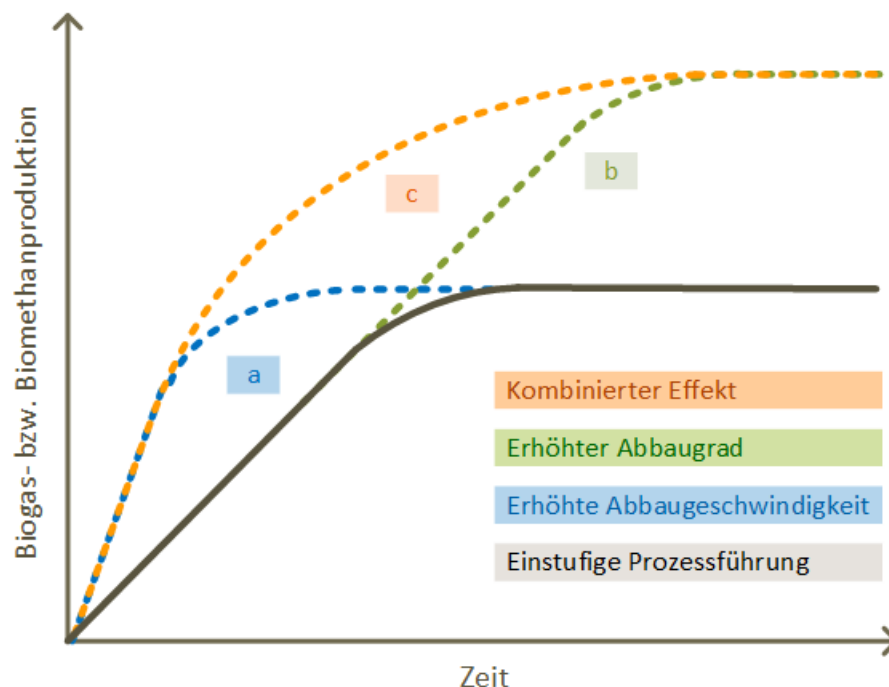 Biogas- bzw. Biomethanproduktion
b
c
a
Kombinierter Effekt
Erhöhter Abbaugrad
Erhöhte Abbaugeschwindigkeit
Einstufige Prozessführung
Zeit